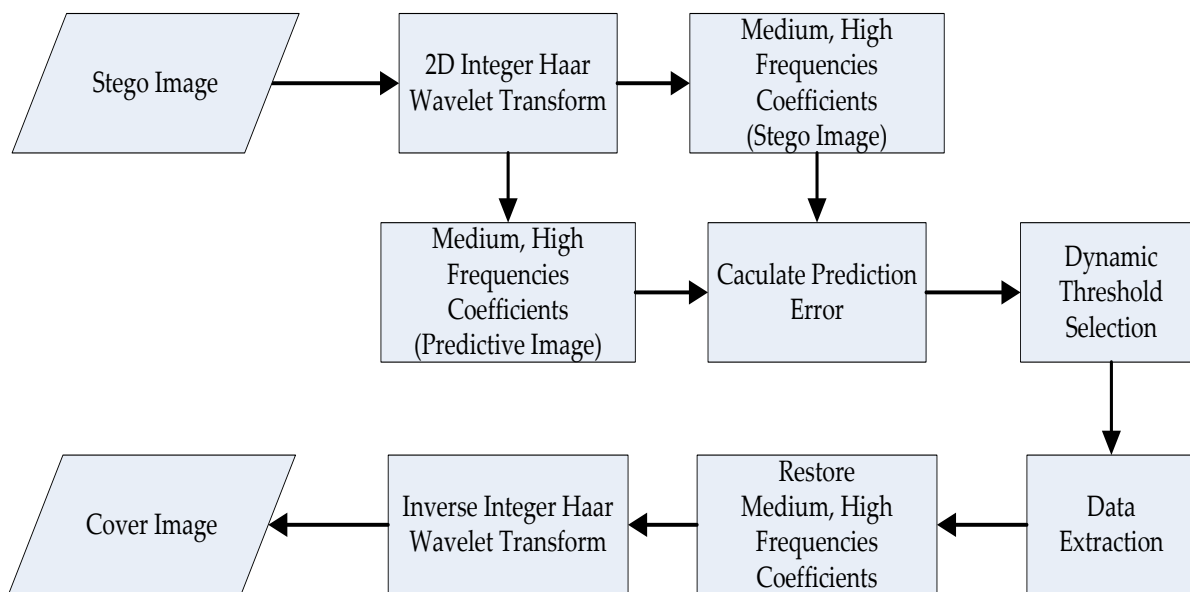 Stego Image
2D Integer Haar
Wavelet Transform
Medium, High
Frequencies
Coefficients
(Stego Image)
Medium, High
Frequencies
Coefficients
(Predictive Image)
Caculate Prediction
Error
Dynamic
Threshold
Selection
Cover Image
Inverse Integer Haar
Wavelet Transform
Restore
Medium, High
Frequencies
Coefficients
Data
Extraction